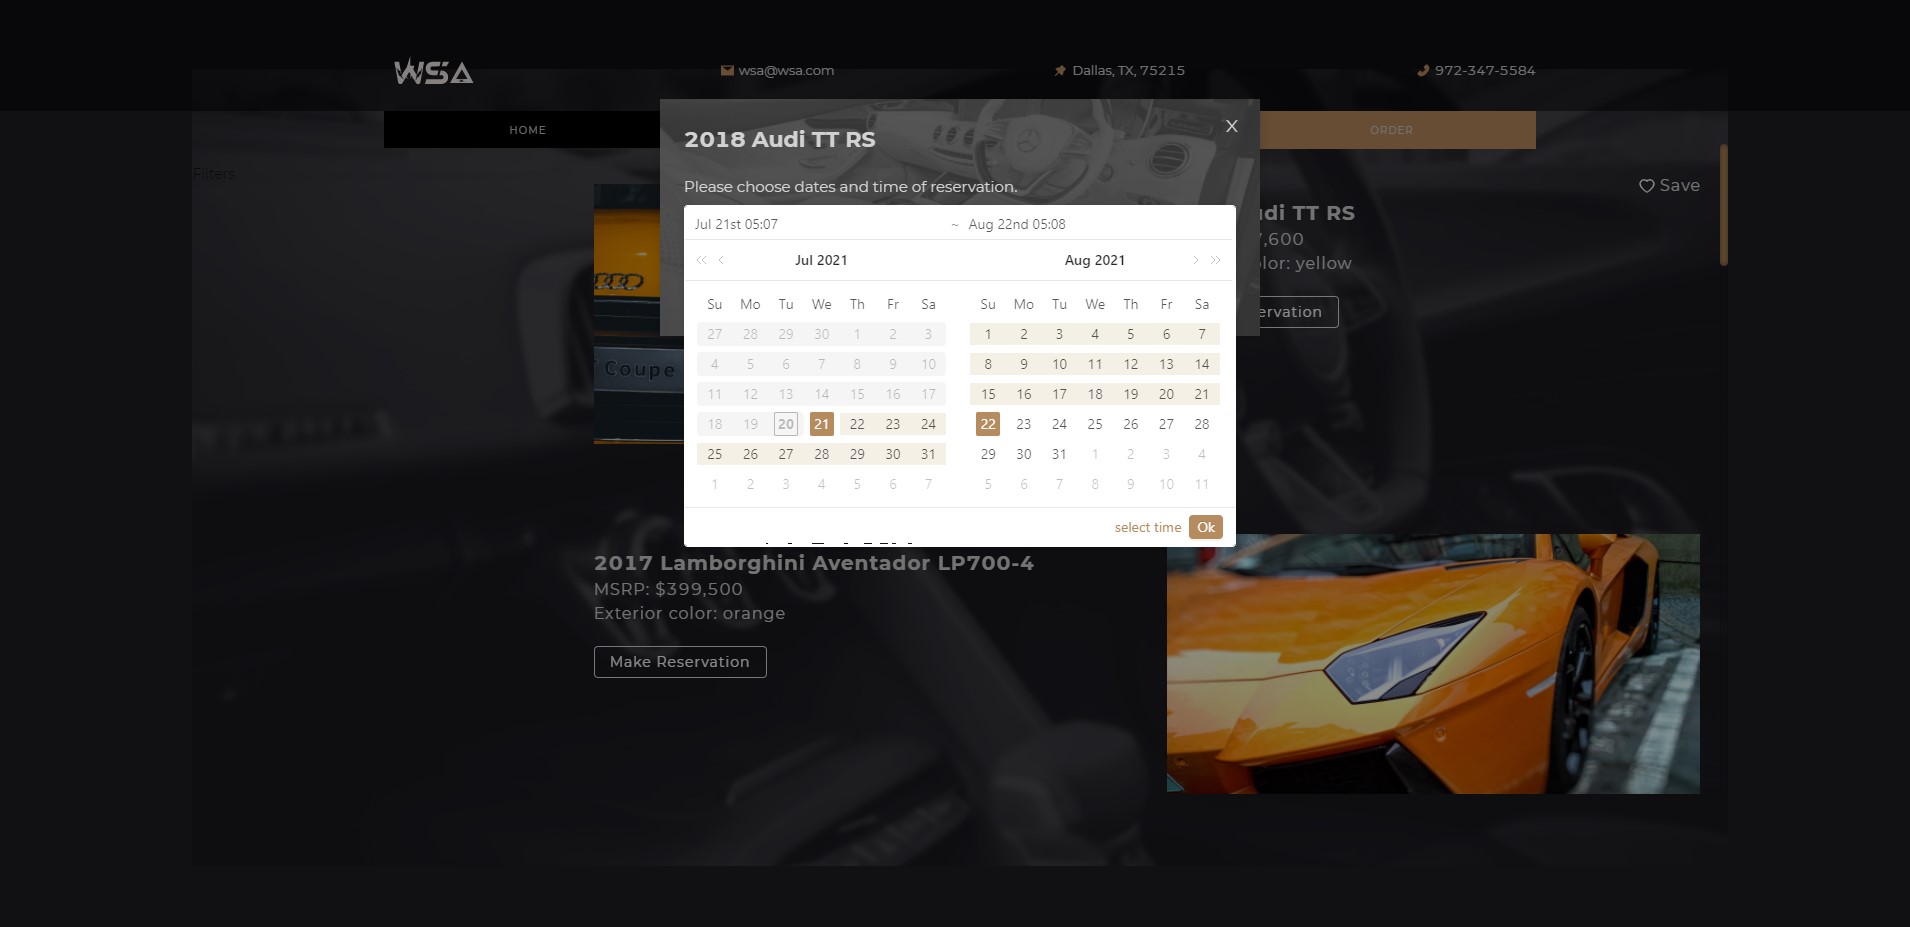 WSA
wsa@wsa.com
Dallas, TX, 75215
972-347-5584
HOME
ORDER
2018 Audi TT RS
X
Please choose dates and time of reservation.
Filters
Save
Jul 21st 05:07 ~ Aug 22nd 05:08
Jul 2021
Su Mo Tu We Th Fr Sa
27 28 29 30 1 2 3
4 5 6 7 8 9 10
11 12 13 14 15 16 17
18 19 20 21 22 23 24
25 26 27 28 29 30 31
1 2 3 4 5 6 7
Aug 2021
Su Mo Tu We Th Fr Sa
1 2 3 4 5 6 7
8 9 10 11 12 13 14
15 16 17 18 19 20 21
22 23 24 25 26 27 28
29 30 31 1 2 3 4
5 6 7 8 9 10 11
select time Ok
di TT RS
,600
lor: yellow
ervation
Coupe
2017 Lamborghini Aventador LP700-4
MSRP: $399,500
Exterior color: orange
Make Reservation